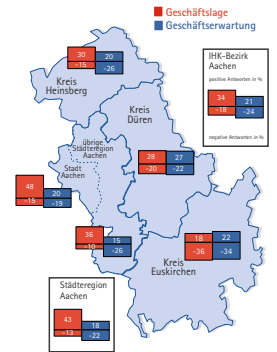 Geschäftslage
Geschäftserwartung
30
20
-15
-26
Kreis
Heinsberg
IHK-Bezirk
Aachen
positive Antworten in %
34
21
-18
-24
negative Antworten in %
Kreis
Düren
übrige
Städteregion
Aachen
Stadt
Aachen
28
27
-20
-22
48
20
-15
-19
36
15
-10
-26
18
22
-36
-34
Kreis
Euskirchen
Städteregion
Aachen
43
18
-13
-22